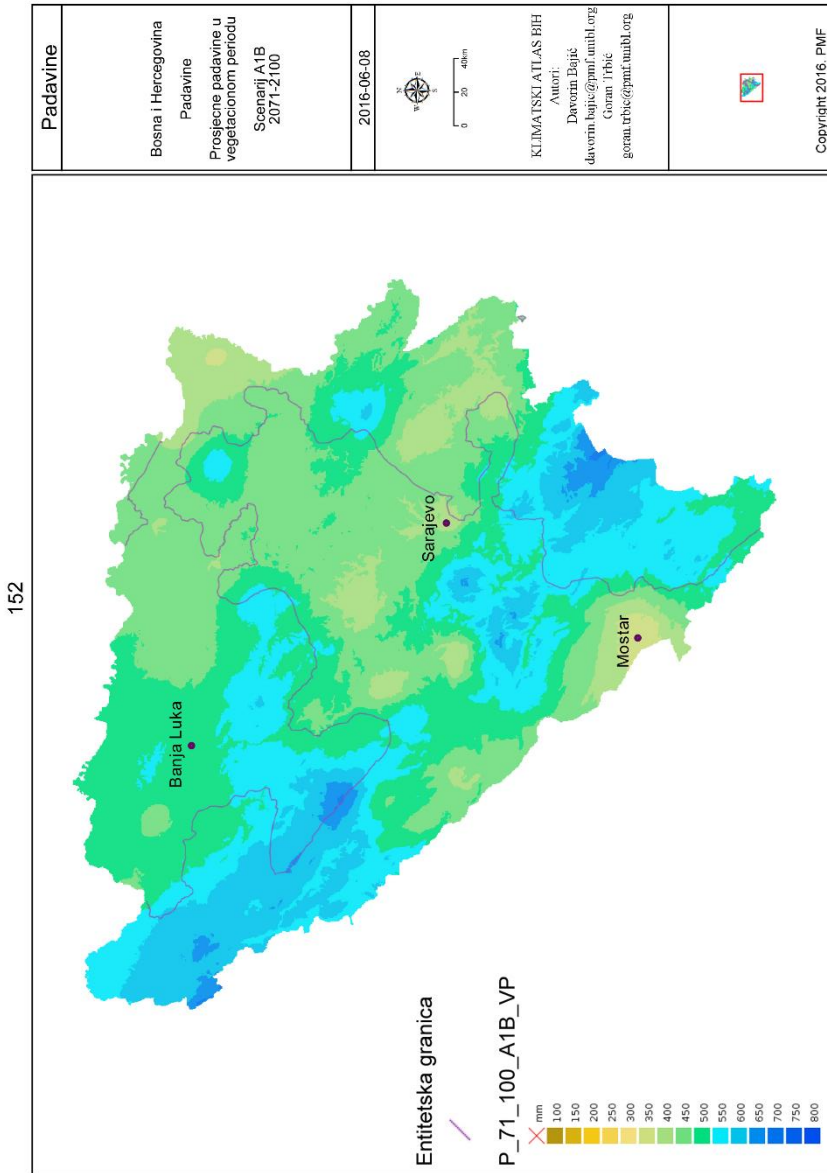 152
Padavine
Bosna i Hercegovina
Padavine
Prosjecne padavine u
vegetacionom periodu
Scenarij A1B
2071-2100
2016-06-08
N
W E
S
0 20 40km
KLIMATSKI ATLAS BIH
Autori:
Davorin Bajić
davorin.bajic@pmf.unibl.org
Goran Trbić
goran.trbic@pmf.unibl.org
Copyright 2016. PMF
Banja Luka
Sarajevo
Mostar
Entitetska granica
P_71_100_A1B_VP
mm
100
150
200
250
300
350
400
450
500
550
600
650
700
750
800